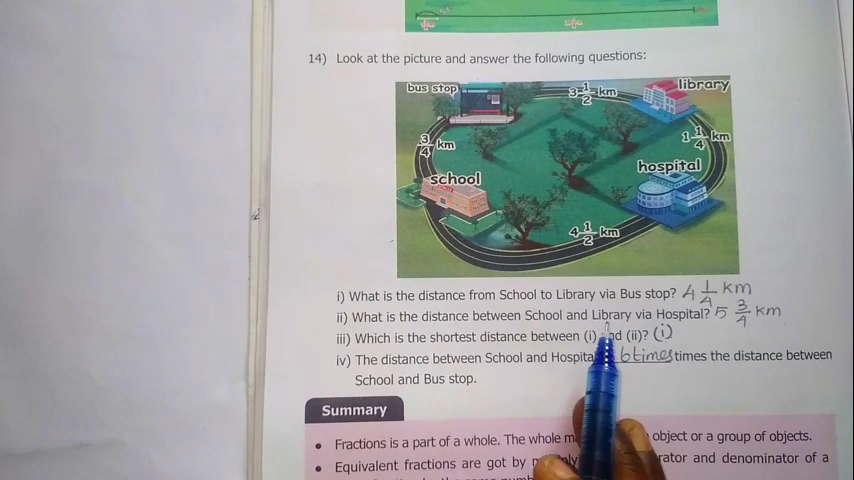 14) Look at the picture and answer the following questions:
bus stop
3 1/2 km
library
3/4 km
1 1/4 km
school
hospital
4 1/2 km
i) What is the distance from School to Library via Bus stop? 4 1/4 km
ii) What is the distance between School and Library via Hospital? 5 3/4 km
iii) Which is the shortest distance between (i) and (ii)? (i)
iv) The distance between School and Hospital 6 times times the distance between
School and Bus stop.
Summary
• Fractions is a part of a whole. The whole object or a group of objects.
• Equivalent fractions are got by and denominator of a